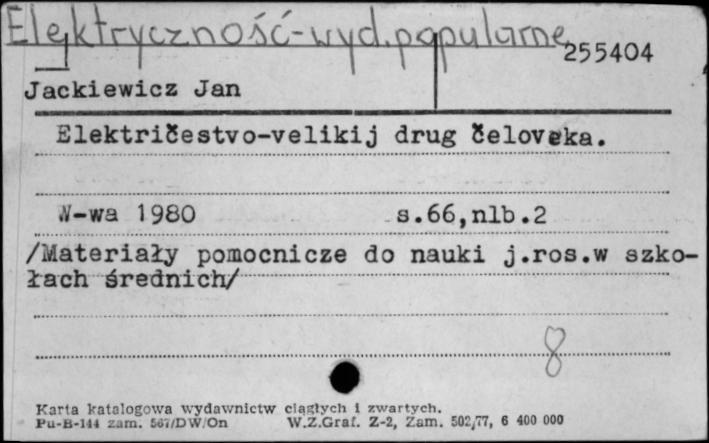 Elektryczność-wyd.popularne
255404
Jackiewicz Jan
Električestvo-velikij drug čeloveka.
W-wa 1980 s.66,nlb.2
/Materiały pomocnicze do nauki j.ros.w szko-
łach średnich/
8
Karta katalogowa wydawnictw ciągłych i zwartych.
Pu-B-144 zam. 567/DW/On W.Z.Graf. Z-2, Zam. 502/77, 6 400 000